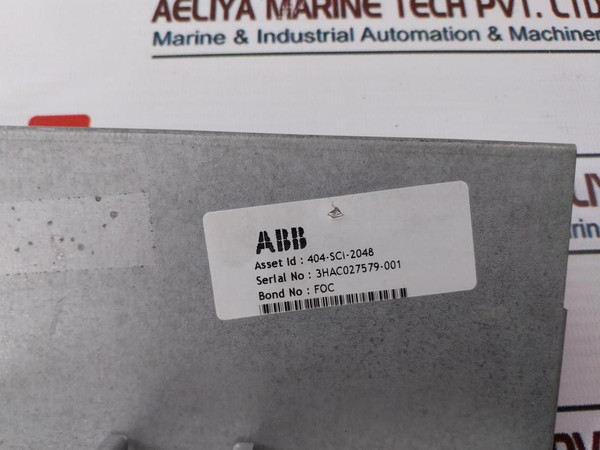 AELIYA MARINE TECH PVT. LTD
Marine & Industrial Automation & Machiner
ABB
Asset Id : 404-SCI-2048
Serial No : 3HAC027579-001
Bond No : FOC